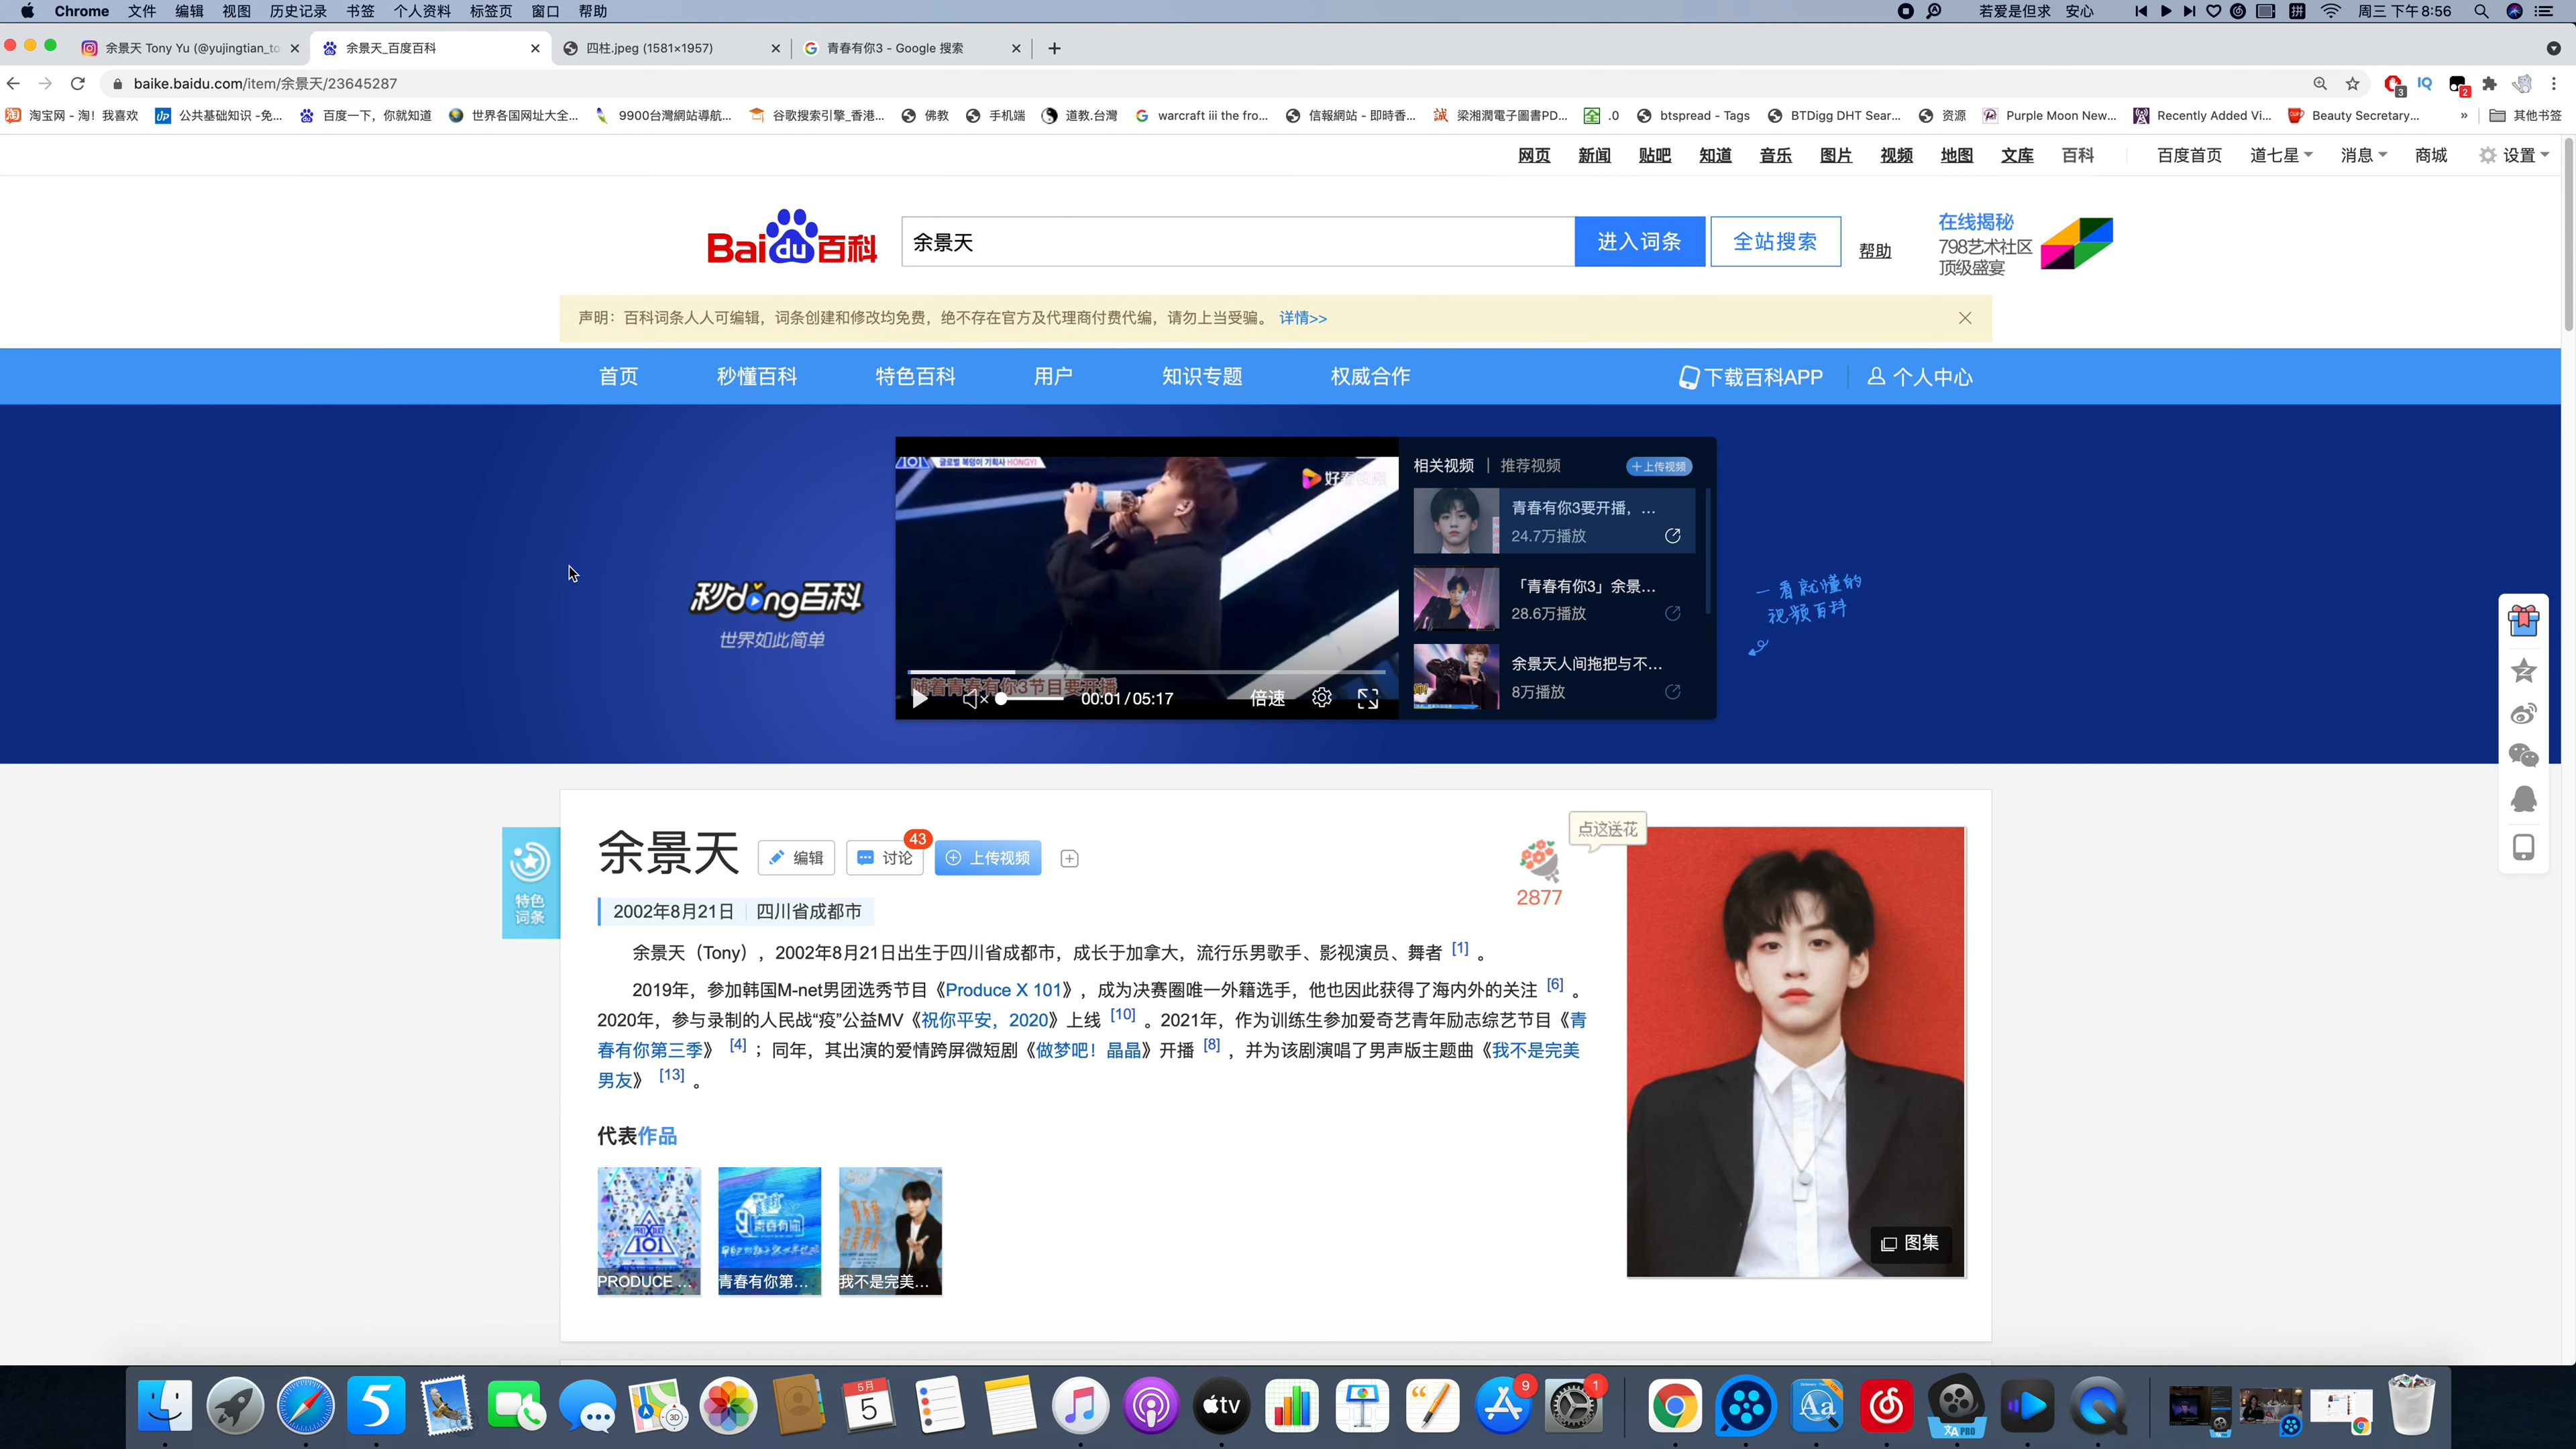 Chrome 文件 编辑 视图 历史记录 书签 个人资料 标签页 窗口 帮助 若爱是但求 安心 拼 周三 下午8:56
余景天 Tony Yu (@yujingtian_to 余景天_百度百科 四柱.jpeg (1581×1957) 青春有你3 - Google 搜索
baike.baidu.com/item/余景天/23645287 3 IQ 2
淘宝网 - 淘！我喜欢 公共基础知识 -免... 百度一下，你就知道 世界各国网址大全... 9900台灣網站導航... 谷歌搜索引擎_香港... 佛教 手机端 道教.台灣 warcraft iii the fro... 信報網站 - 即時香... 梁湘潤電子圖書PD... .0 btspread - Tags BTDigg DHT Sear... 资源 Purple Moon New... Recently Added Vi... Beauty Secretary... » 其他书签
网页 新闻 贴吧 知道 音乐 图片 视频 地图 文库 百科 百度首页 道七星 消息 商城 设置
Bai du 百科 余景天 进入词条 全站搜索 帮助
在线揭秘
798艺术社区
顶级盛宴
声明：百科词条人人可编辑，词条创建和修改均免费，绝不存在官方及代理商付费代编，请勿上当受骗。 详情>>
首页 秒懂百科 特色百科 用户 知识专题 权威合作 下载百科APP 个人中心
101 글로벌 복덩이 기획사 HONGYI
相关视频 推荐视频 +上传视频
青春有你3要开播，...
24.7万播放
「青春有你3」余景...
28.6万播放
余景天人间拖把与不...
8万播放
秒dong百科
世界如此简单
一看就懂的
视频百科
随着青春有你3节目要开播
00:01 / 05:17 倍速
特色
词条
余景天 编辑 讨论 43 上传视频
点这送花
2877
2002年8月21日 四川省成都市
余景天（Tony），2002年8月21日出生于四川省成都市，成长于加拿大，流行乐男歌手、影视演员、舞者 [1] 。
2019年，参加韩国M-net男团选秀节目《Produce X 101》，成为决赛圈唯一外籍选手，他也因此获得了海内外的关注 [6] 。
2020年，参与录制的人民战“疫”公益MV《祝你平安，2020》上线 [10] 。2021年，作为训练生参加爱奇艺青年励志综艺节目《青
春有你第三季》 [4] ；同年，其出演的爱情跨屏微短剧《做梦吧！晶晶》开播 [8] ，并为该剧演唱了男声版主题曲《我不是完美
男友》 [13] 。
代表作品
PRODUCE ... 青春有你第... 我不是完美...
图集
5月
5
tv
9
1